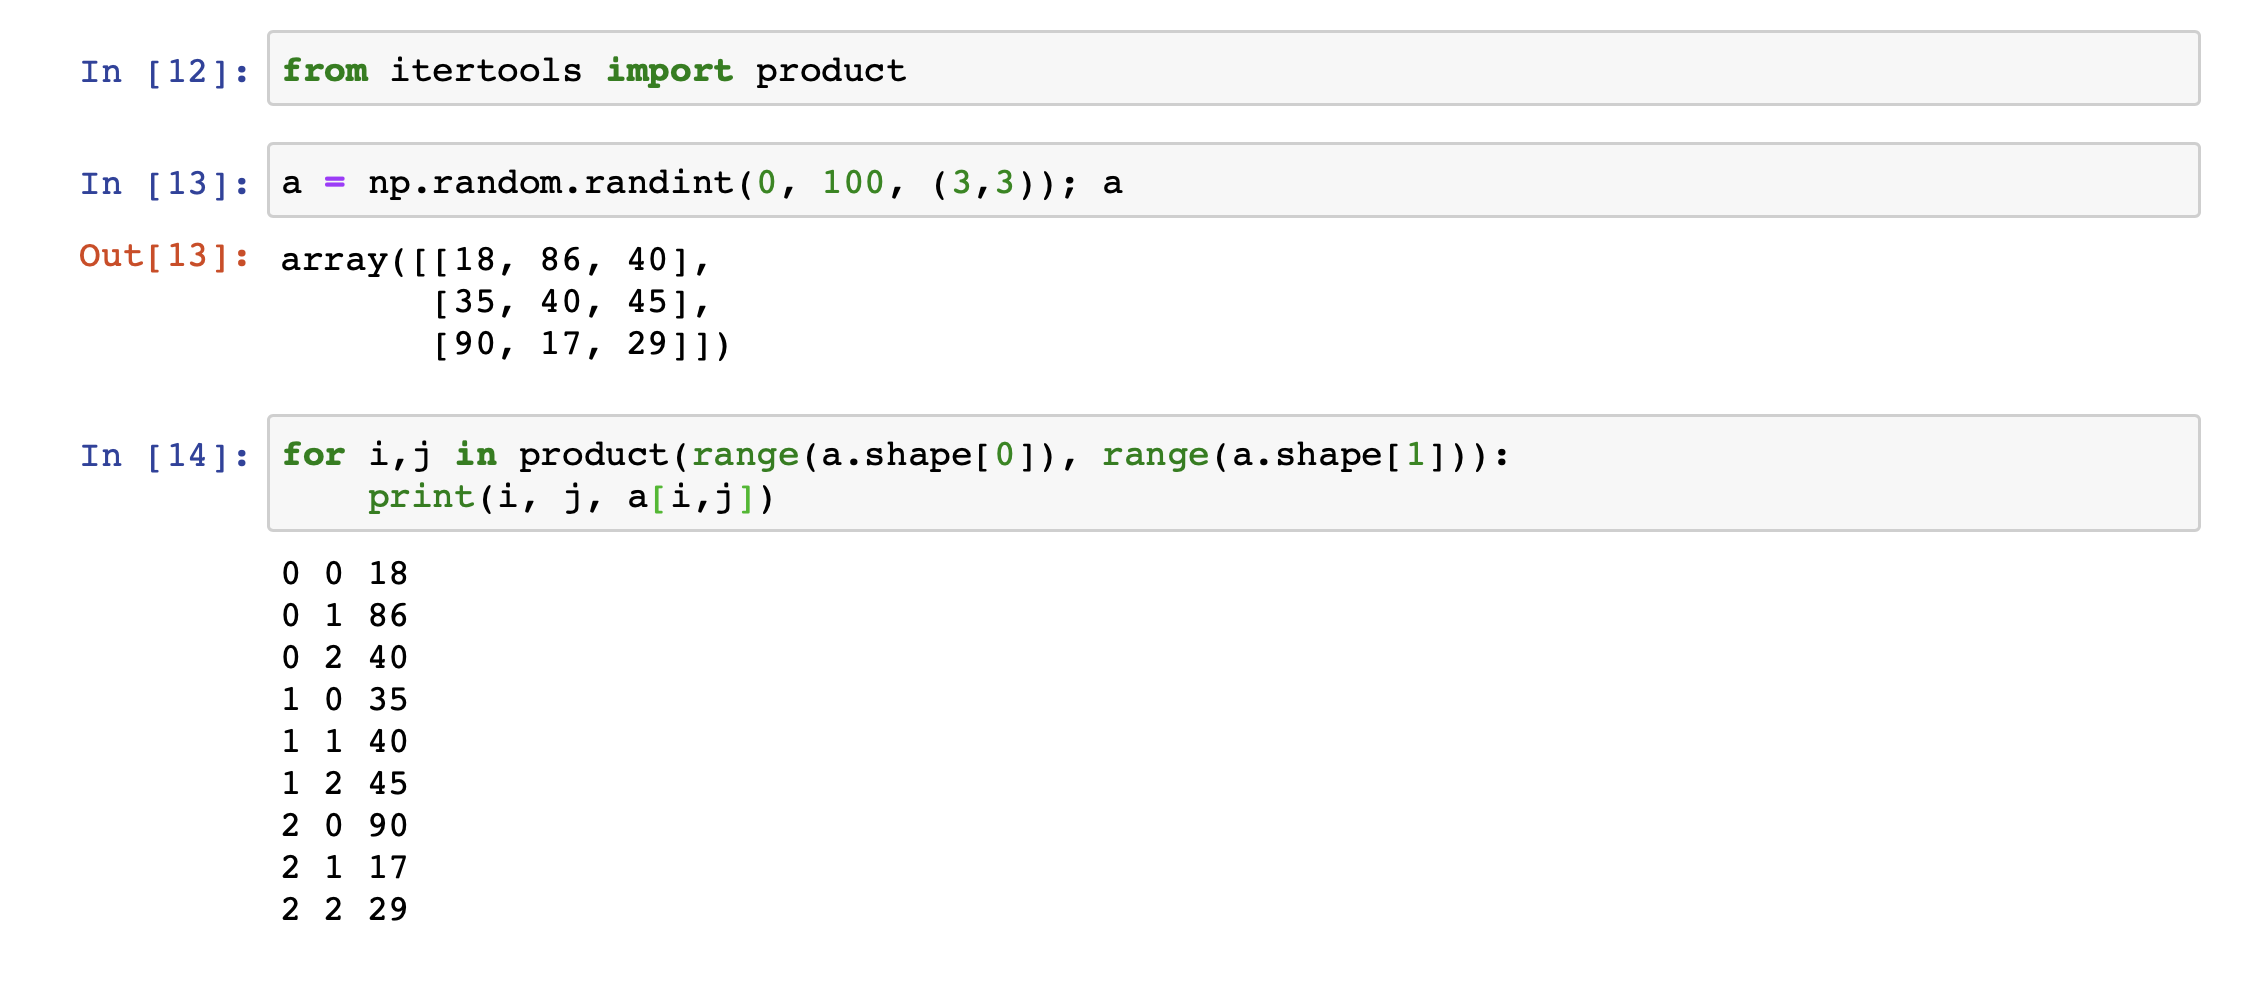 In [12]: from itertools import product
In [13]: a = np.random.randint(0, 100, (3,3)); a
Out[13]: array([[18, 86, 40],
       [35, 40, 45],
       [90, 17, 29]])
In [14]: for i,j in product(range(a.shape[0]), range(a.shape[1])):
    print(i, j, a[i,j])
0 0 18
0 1 86
0 2 40
1 0 35
1 1 40
1 2 45
2 0 90
2 1 17
2 2 29